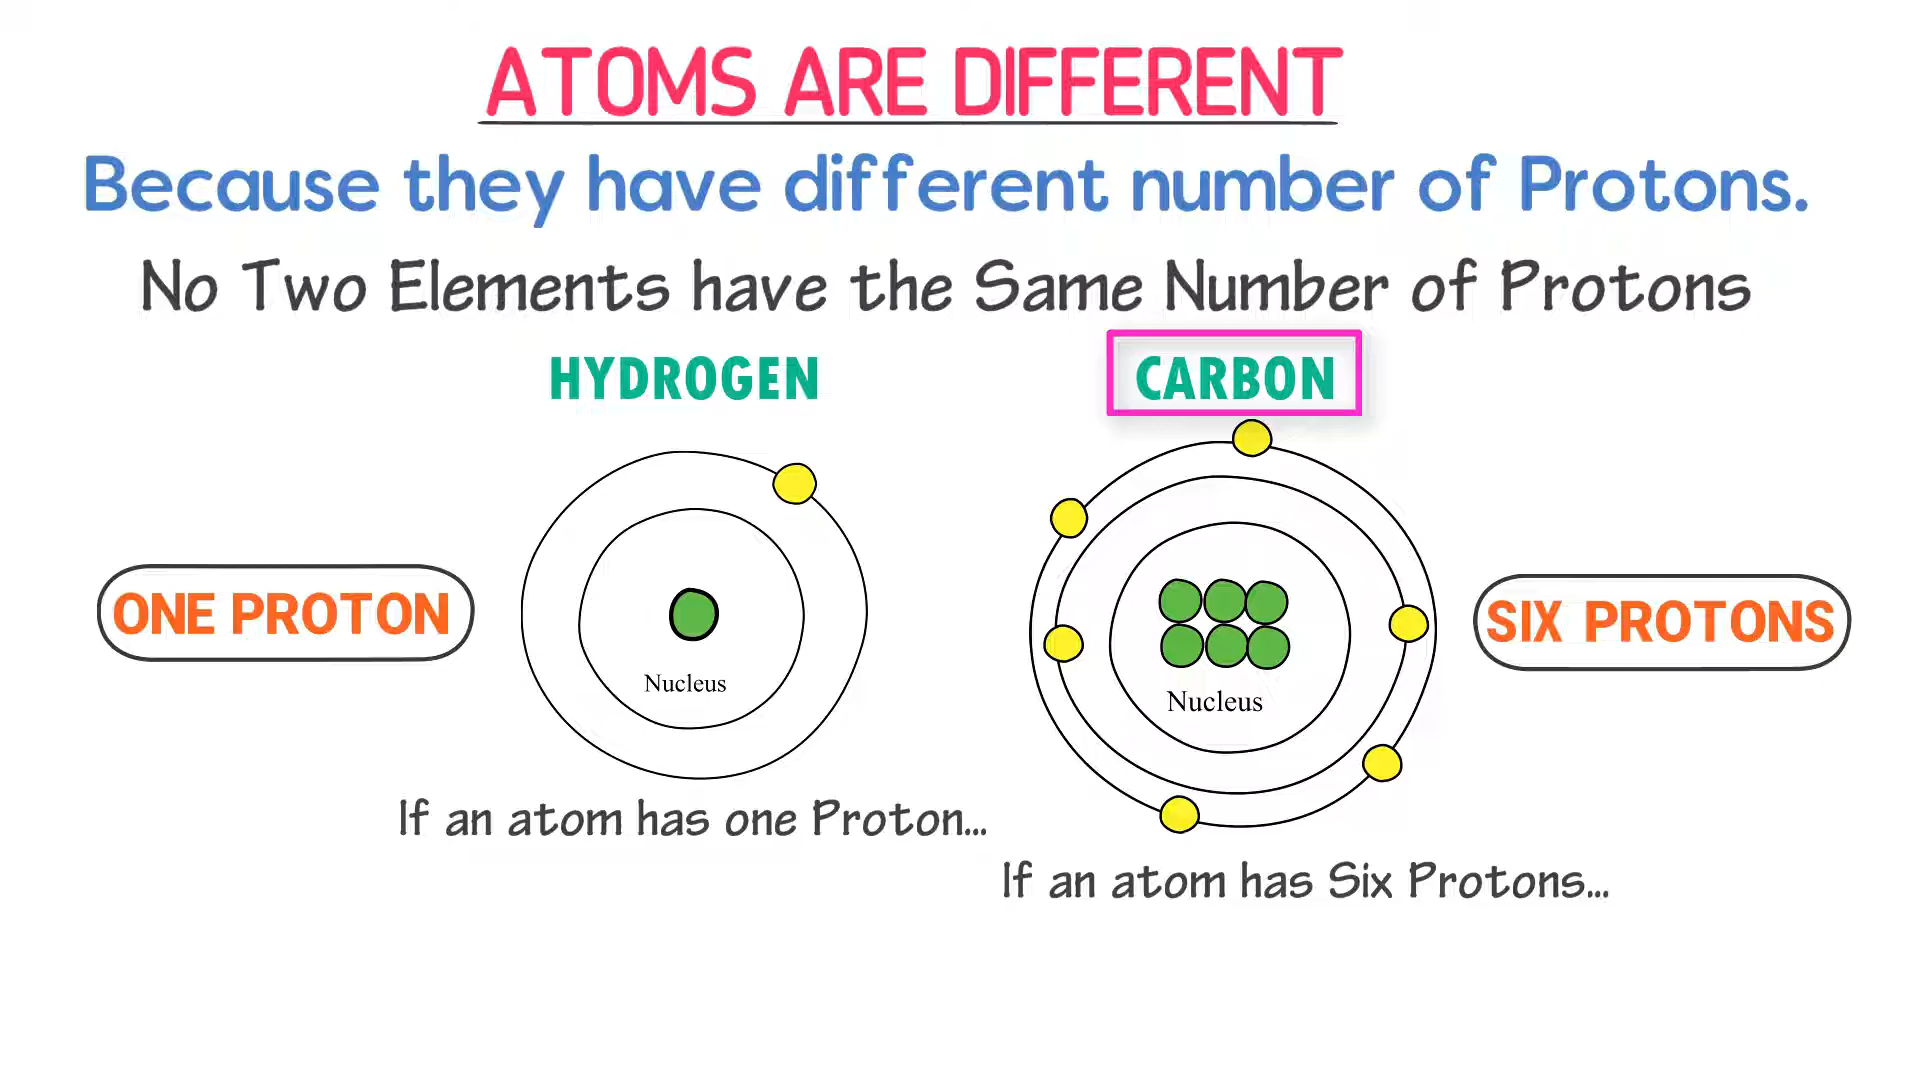 ATOMS ARE DIFFERENT
Because they have different number of Protons.
No Two Elements have the Same Number of Protons
HYDROGEN
CARBON
ONE PROTON
SIX PROTONS
Nucleus
Nucleus
If an atom has one Proton...
If an atom has Six Protons...